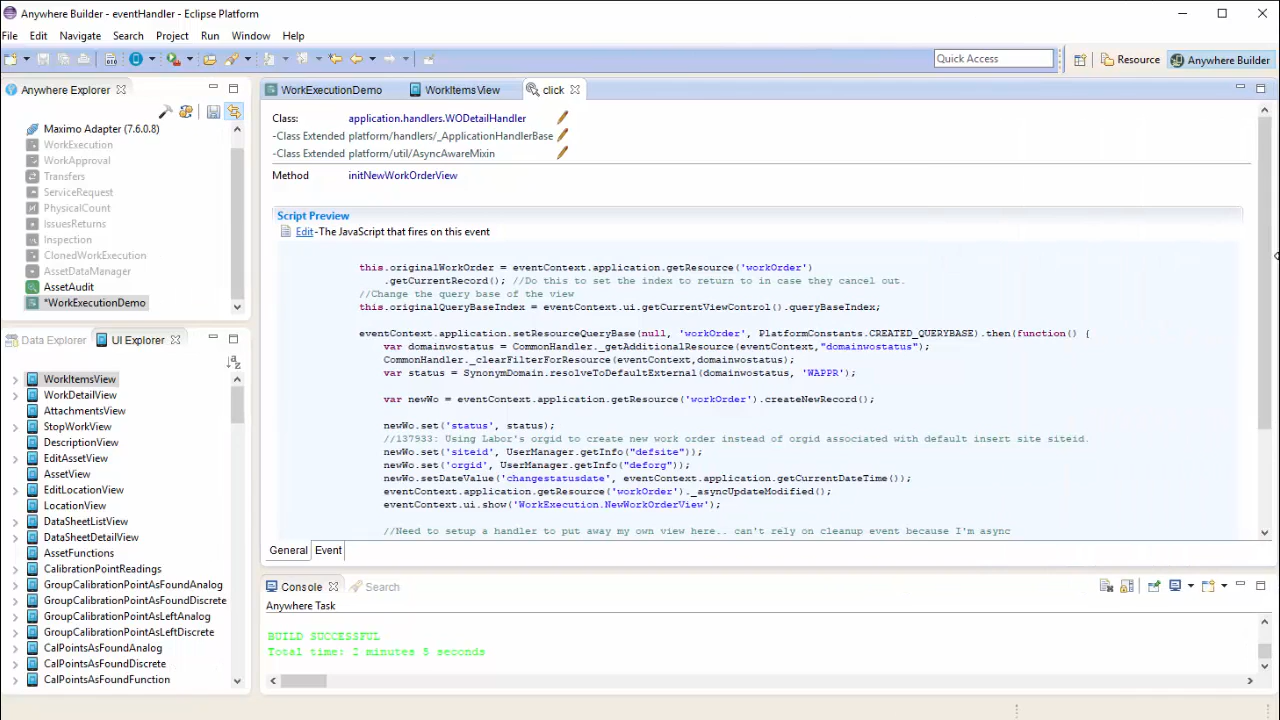 Anywhere Builder - eventHandler - Eclipse Platform
File Edit Navigate Search Project Run Window Help
Quick Access
Resource
Anywhere Builder
Anywhere Explorer
Maximo Adapter (7.6.0.8)
WorkExecution
WorkApproval
Transfers
ServiceRequest
PhysicalCount
IssuesReturns
Inspection
ClonedWorkExecution
AssetDataManager
AssetAudit
*WorkExecutionDemo
Data Explorer
UI Explorer
WorkItemsView
WorkDetailView
AttachmentsView
StopWorkView
DescriptionView
EditAssetView
AssetView
EditLocationView
LocationView
DataSheetListView
DataSheetDetailView
AssetFunctions
CalibrationPointReadings
GroupCalibrationPointAsFoundAnalog
GroupCalibrationPointAsFoundDiscrete
GroupCalibrationPointAsLeftAnalog
GroupCalibrationPointAsLeftDiscrete
CalPointsAsFoundAnalog
CalPointsAsFoundDiscrete
CalPointsAsFoundFunction
WorkExecutionDemo
WorkItemsView
click
Class: application.handlers.WODetailHandler
-Class Extended platform/handlers/_ApplicationHandlerBase
-Class Extended platform/util/AsyncAwareMixin
Method initNewWorkOrderView
Script Preview
Edit-The JavaScript that fires on this event
this.originalWorkOrder = eventContext.application.getResource('workOrder')
.getCurrentRecord(); //Do this to set the index to return to in case they cancel out.
//Change the query base of the view
this.originalQueryBaseIndex = eventContext.ui.getCurrentViewControl().queryBaseIndex;
eventContext.application.setResourceQueryBase(null, 'workOrder', PlatformConstants.CREATED_QUERYBASE).then(function() {
var domainwostatus = CommonHandler._getAdditionalResource(eventContext,"domainwostatus");
CommonHandler._clearFilterForResource(eventContext,domainwostatus);
var status = SynonymDomain.resolveToDefaultExternal(domainwostatus, 'WAPPR');
var newWo = eventContext.application.getResource('workOrder').createNewRecord();
newWo.set('status', status);
//137933: Using Labor's orgid to create new work order instead of orgid associated with default insert site siteid.
newWo.set('siteid', UserManager.getInfo("defsite"));
newWo.set('orgid', UserManager.getInfo("deforg"));
newWo.setDateValue('changestatusdate', eventContext.application.getCurrentDateTime());
eventContext.application.getResource('workOrder')._asyncUpdateModified();
eventContext.ui.show('WorkExecution.NewWorkOrderView');
//Need to setup a handler to put away my own view here.. can't rely on cleanup event because I'm async
General Event
Console
Search
Anywhere Task
BUILD SUCCESSFUL
Total time: 2 minutes 5 seconds